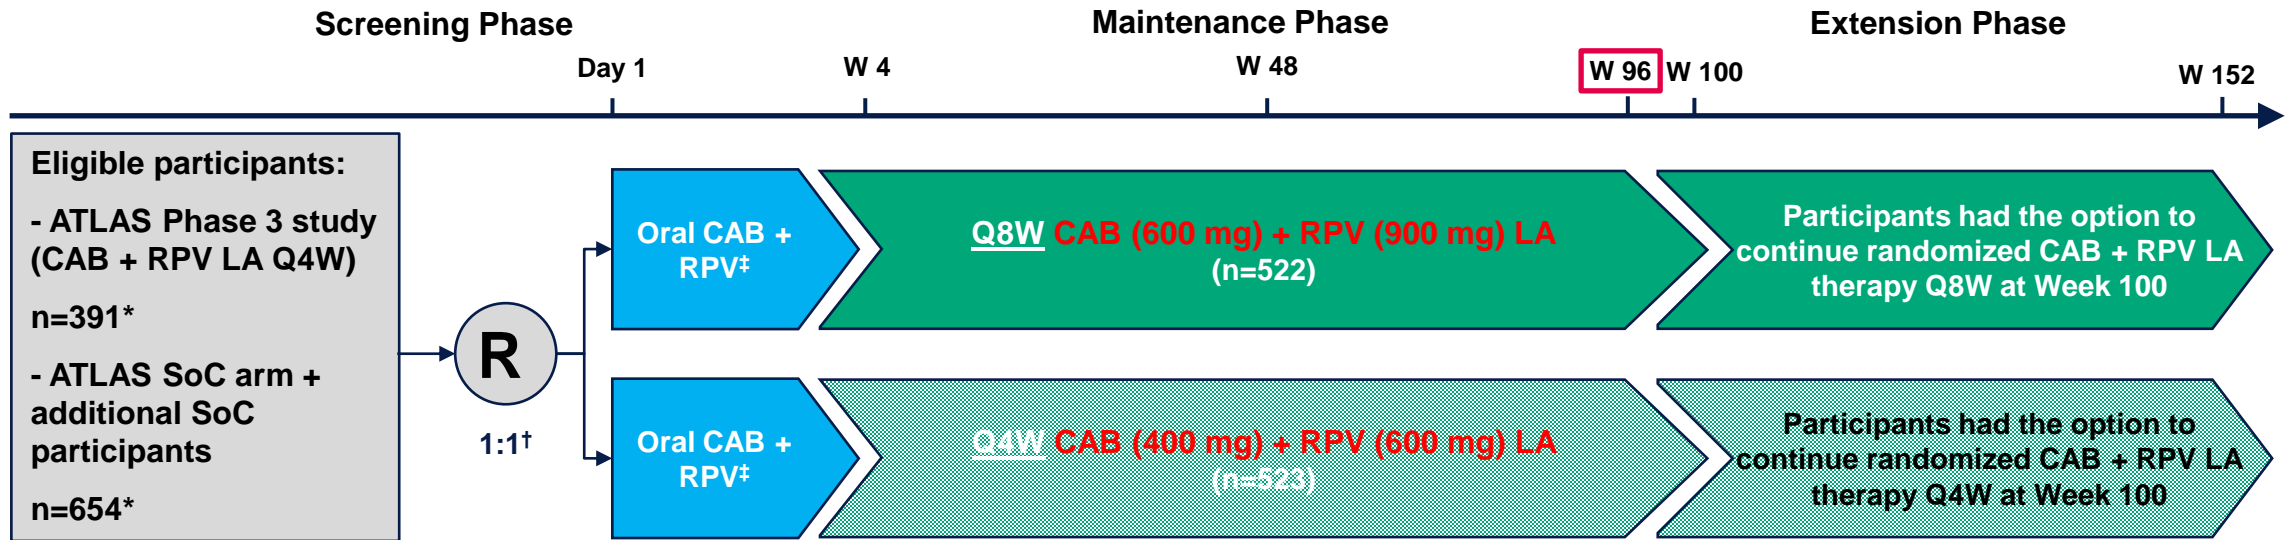 Screening Phase
Maintenance Phase
Extension Phase
Day 1
W 4
W 48
W 96
W 100
W 152
Eligible participants:
- ATLAS Phase 3 study
(CAB + RPV LA Q4W)
n=391*
- ATLAS SoC arm +
additional SoC
participants
n=654*
R
1:1†
Oral CAB +
RPV‡
Q8W CAB (600 mg) + RPV (900 mg) LA
(n=522)
Participants had the option to
continue randomized CAB + RPV LA
therapy Q8W at Week 100
Oral CAB +
RPV‡
Q4W CAB (400 mg) + RPV (600 mg) LA
(n=523)
Participants had the option to
continue randomized CAB + RPV LA
therapy Q4W at Week 100